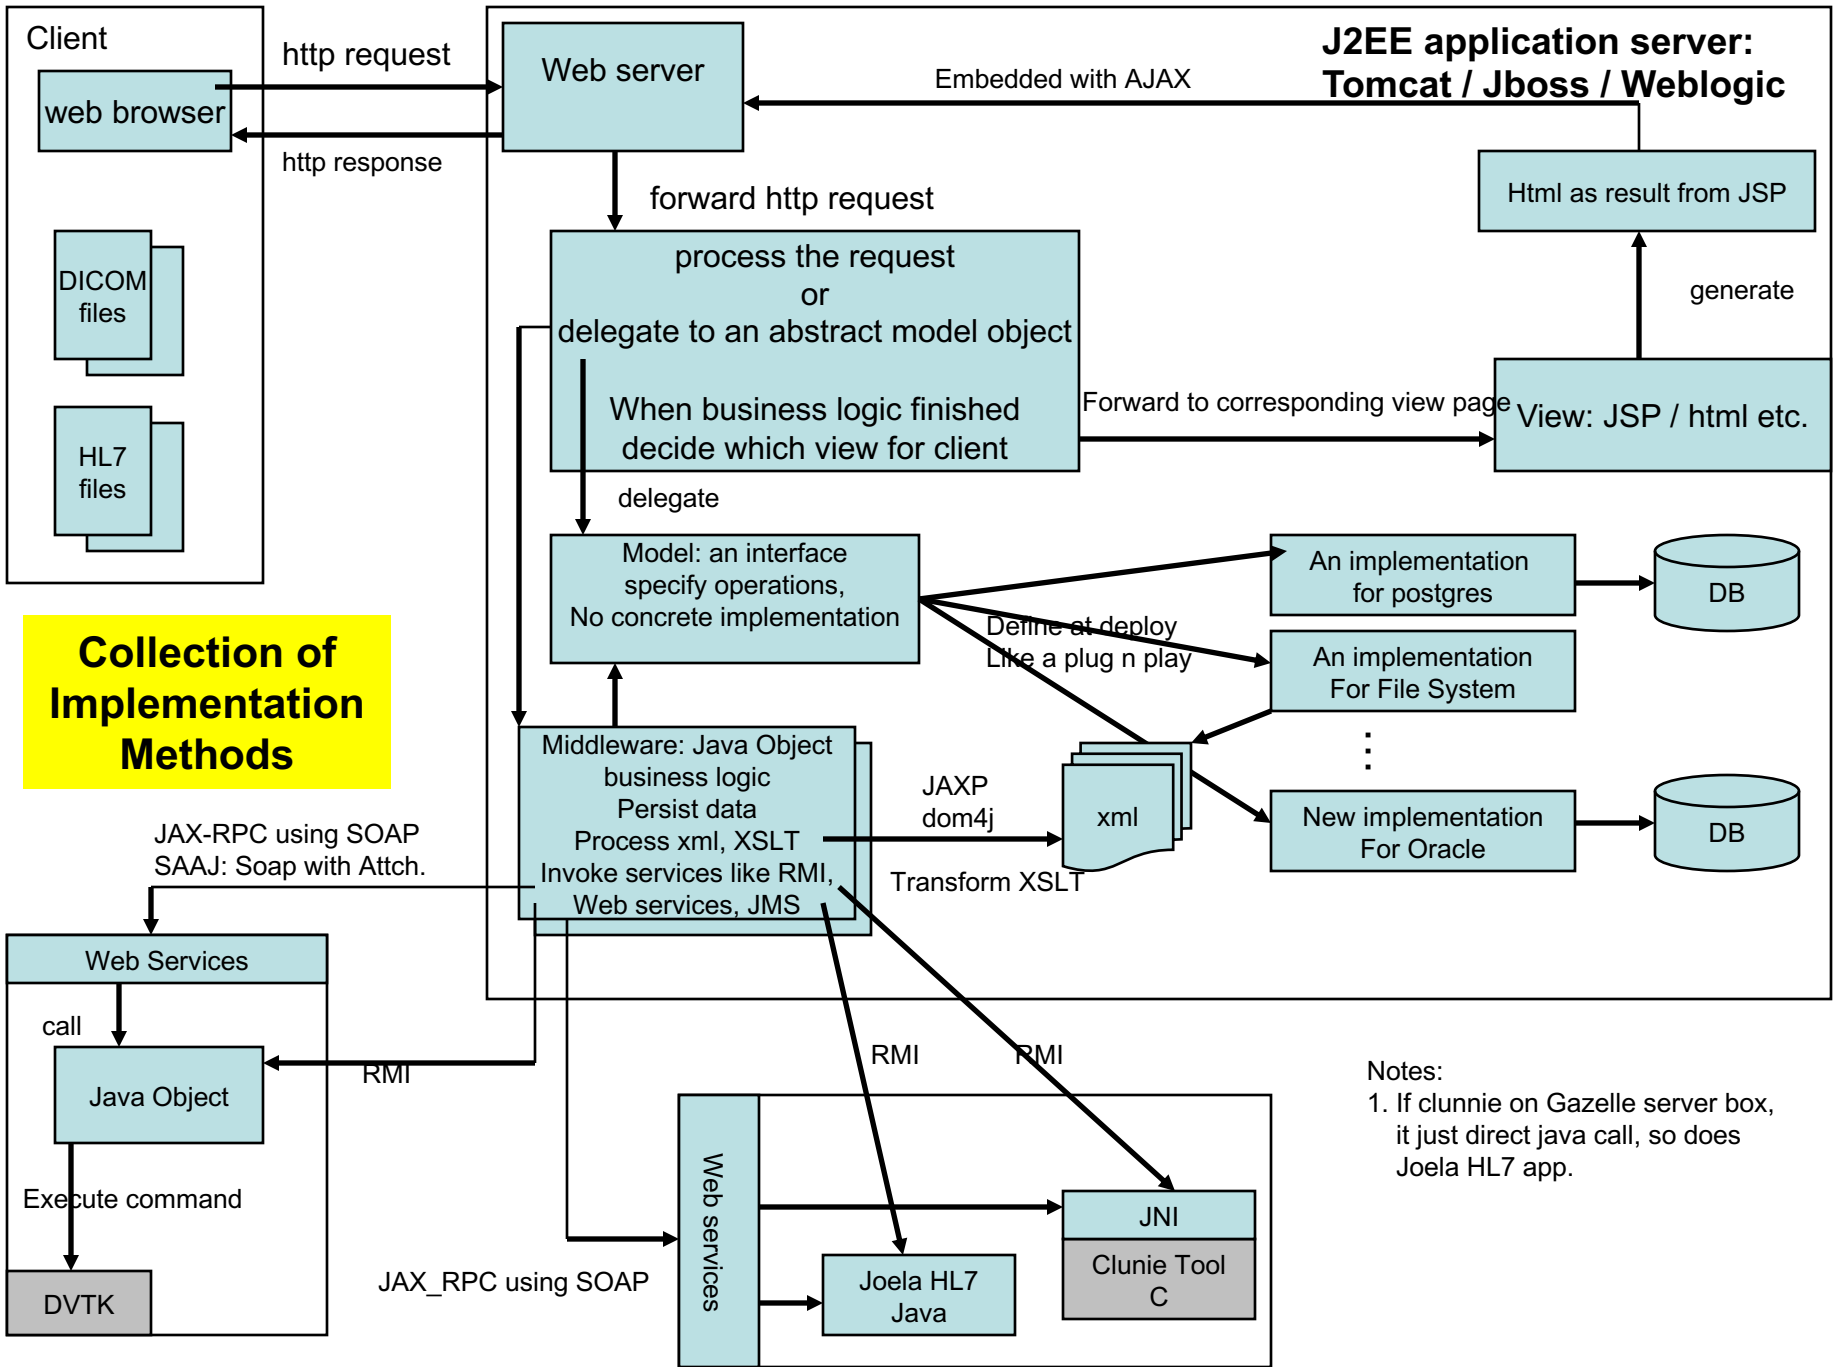 Client
web browser
http request
http response
DICOM
files
HL7
files
Web server
J2EE application server:
Tomcat / Jboss / Weblogic
Embedded with AJAX
Html as result from JSP
generate
forward http request
process the request
or
delegate to an abstract model object
When business logic finished
decide which view for client
Forward to corresponding view page
View: JSP / html etc.
delegate
Model: an interface
specify operations,
No concrete implementation
Define at deploy
Like a plug n play
An implementation
for postgres
DB
An implementation
For File System
⋮
New implementation
For Oracle
DB
Collection of
Implementation
Methods
Middleware: Java Object
business logic
Persist data
Process xml, XSLT
Invoke services like RMI,
Web services, JMS
JAXP
dom4j
xml
Transform XSLT
JAX-RPC using SOAP
SAAJ: Soap with Attch.
Web Services
call
Java Object
RMI
Execute command
DVTK
RMI
RMI
JAX_RPC using SOAP
Web services
JNI
Clunie Tool
C
Joela HL7
Java
Notes:
1. If clunnie on Gazelle server box,
it just direct java call, so does
Joela HL7 app.